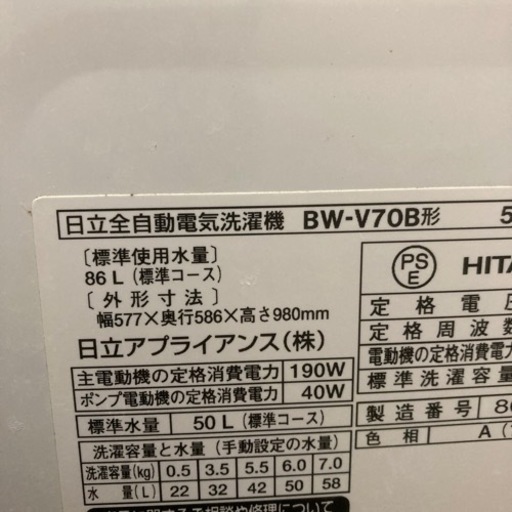 日立全自動電気洗濯機 BW-V70B形 5
〔標準使用水量〕
86L(標準コース)
〔外形寸法〕
幅577×奥行586×高さ980mm
日立アプライアンス(株)
主電動機の定格消費電力 190W
ポンプ電動機の定格消費電力 40W
標準水量 50L(標準コース)
洗濯容量と水量(手動設定の水量)
洗濯容量(kg) 0.5 3.5 5.5 6.0 7.0
水量(L) 22 32 42 50 58
PSE HITA
定格電圧
定格周波数
電動機の定格消費電力
標準洗濯容量
製造番号 8
色相 A(